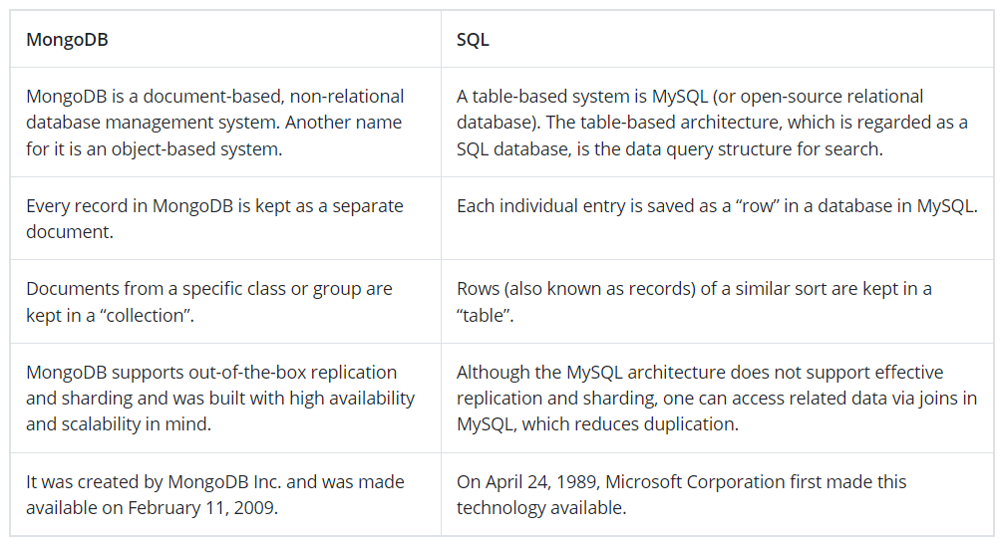 MongoDB
SQL
MongoDB is a document-based, non-relational
database management system. Another name
for it is an object-based system.
A table-based system is MySQL (or open-source relational
database). The table-based architecture, which is regarded as a
SQL database, is the data query structure for search.
Every record in MongoDB is kept as a separate
document.
Each individual entry is saved as a “row” in a database in MySQL.
Documents from a specific class or group are
kept in a “collection”.
Rows (also known as records) of a similar sort are kept in a
“table”.
MongoDB supports out-of-the-box replication
and sharding and was built with high availability
and scalability in mind.
Although the MySQL architecture does not support effective
replication and sharding, one can access related data via joins in
MySQL, which reduces duplication.
It was created by MongoDB Inc. and was made
available on February 11, 2009.
On April 24, 1989, Microsoft Corporation first made this
technology available.